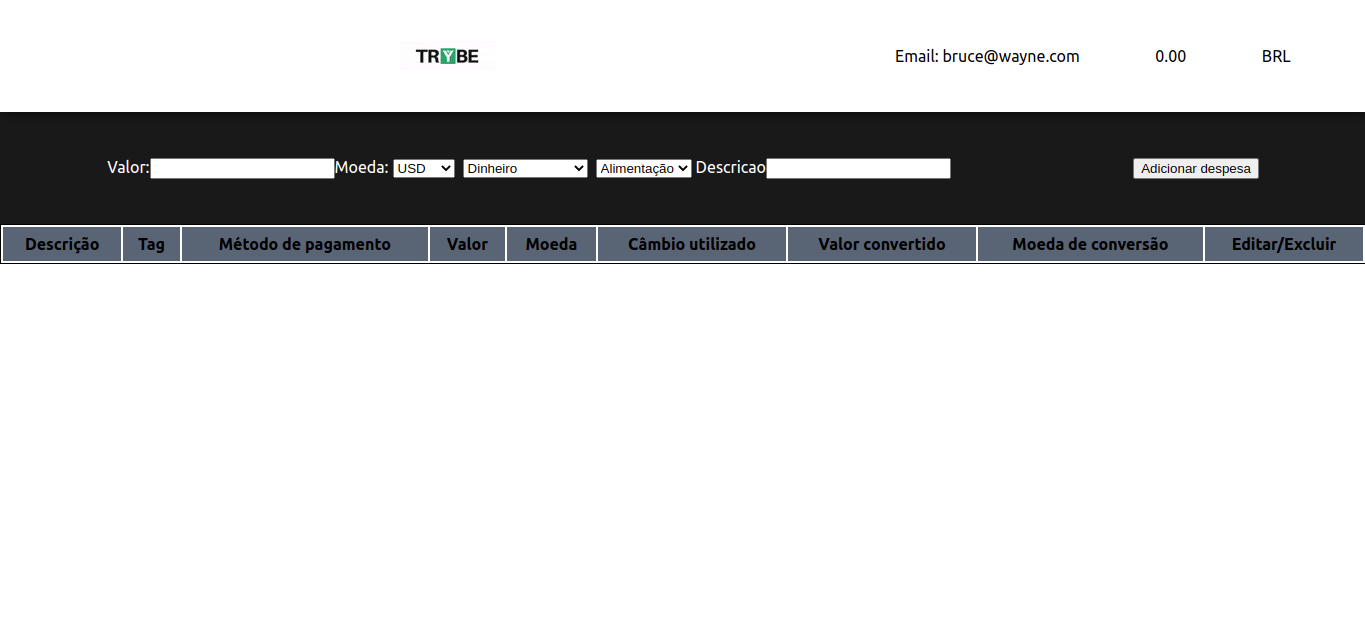 TRYBE Email: bruce@wayne.com 0.00 BRL
Valor: Moeda: USD Dinheiro Alimentação Descricao Adicionar despesa
Descrição Tag Método de pagamento Valor Moeda Câmbio utilizado Valor convertido Moeda de conversão Editar/Excluir